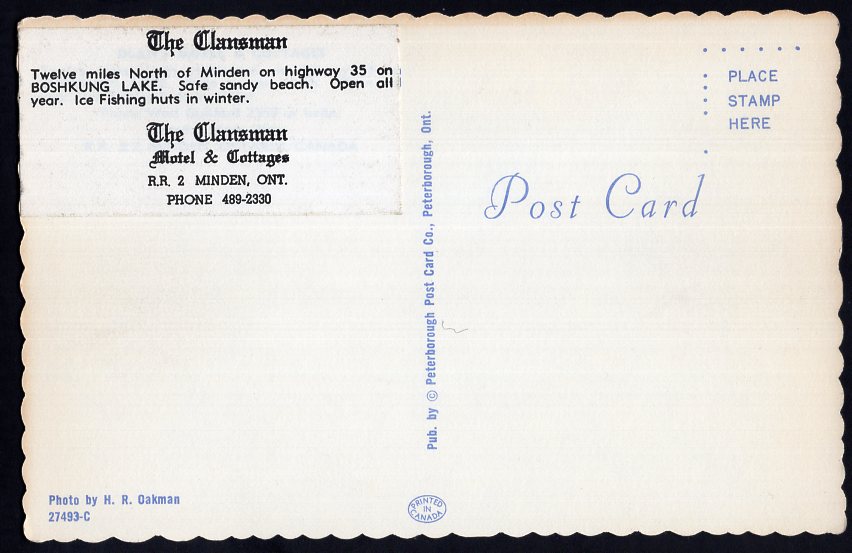 The Clansman
Twelve miles North of Minden on highway 35 on
BOSHKUNG LAKE. Safe sandy beach. Open all
year. Ice Fishing huts in winter.
The Clansman
Motel & Cottages
R.R. 2 MINDEN, ONT.
PHONE 489-2330
Photo by H. R. Oakman
27493-C
Pub. by © Peterborough Post Card Co., Peterborough, Ont.
PRINTED
IN
CANADA
PLACE
STAMP
HERE
Post Card